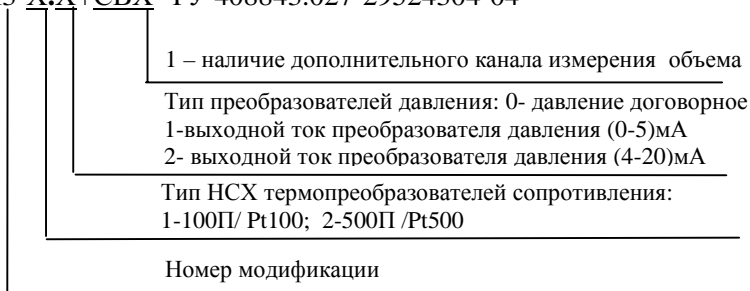 Х.Х+СВХ ТУ 408843.027-29524304-04
1 – наличие дополнительного канала измерения объема
Тип преобразователей давления: 0- давление договорное
1-выходной ток преобразователя давления (0-5)мА
2- выходной ток преобразователя давления (4-20)мА
Тип НСХ термопреобразователей сопротивления:
1-100П/ Pt100; 2-500П /Pt500
Номер модификации